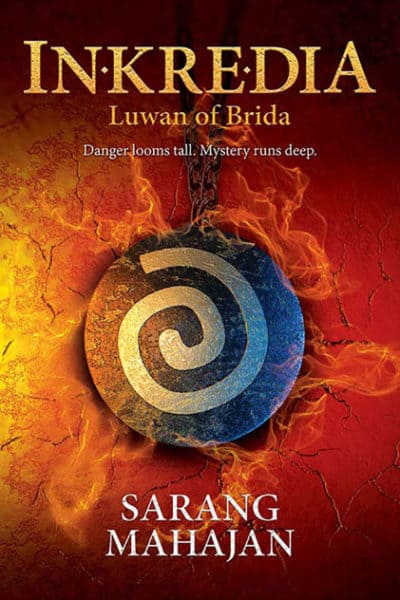 IN·KRE·DIA
Luwan of Brida
Danger looms tall. Mystery runs deep.
SARANG
MAHAJAN